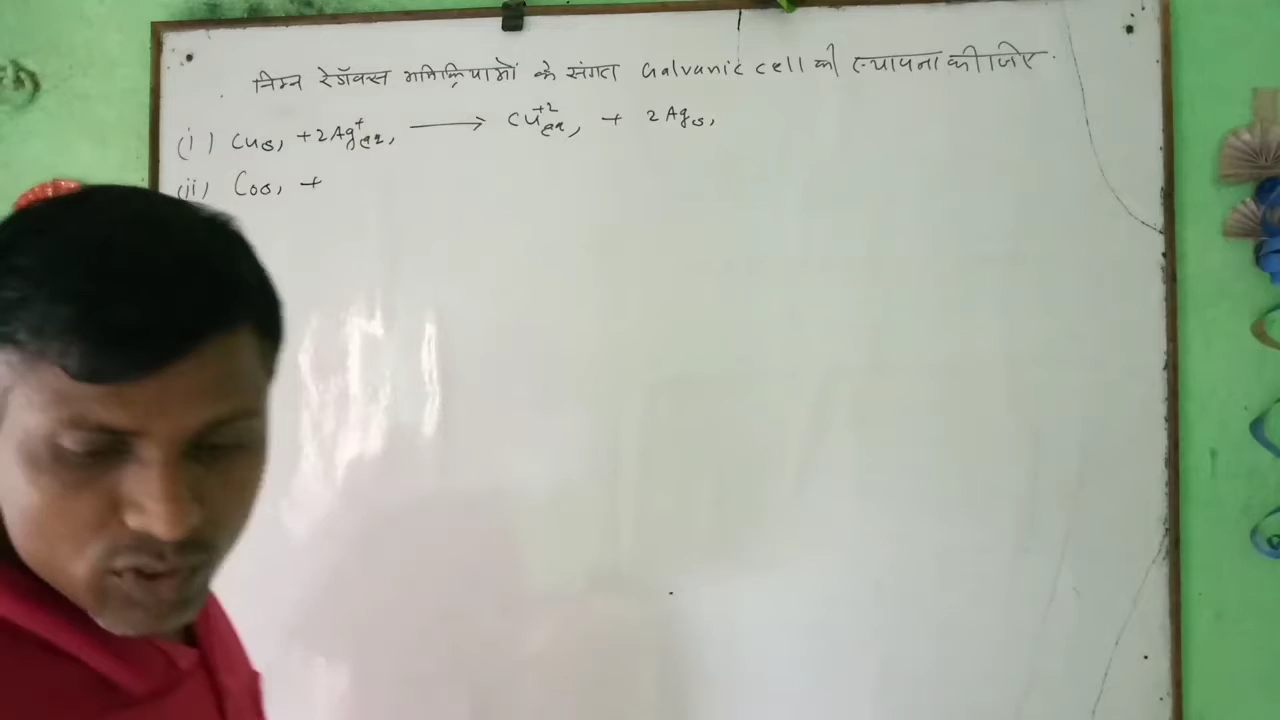 निम्न रेडॉक्स अभिक्रियाओं के संगत Galvanic cell की स्थापना कीजिए.
(i) Cu(s) + 2Ag⁺(aq) ⟶ Cu⁺²(aq) + 2Ag(s)
(ii) Co(s) +